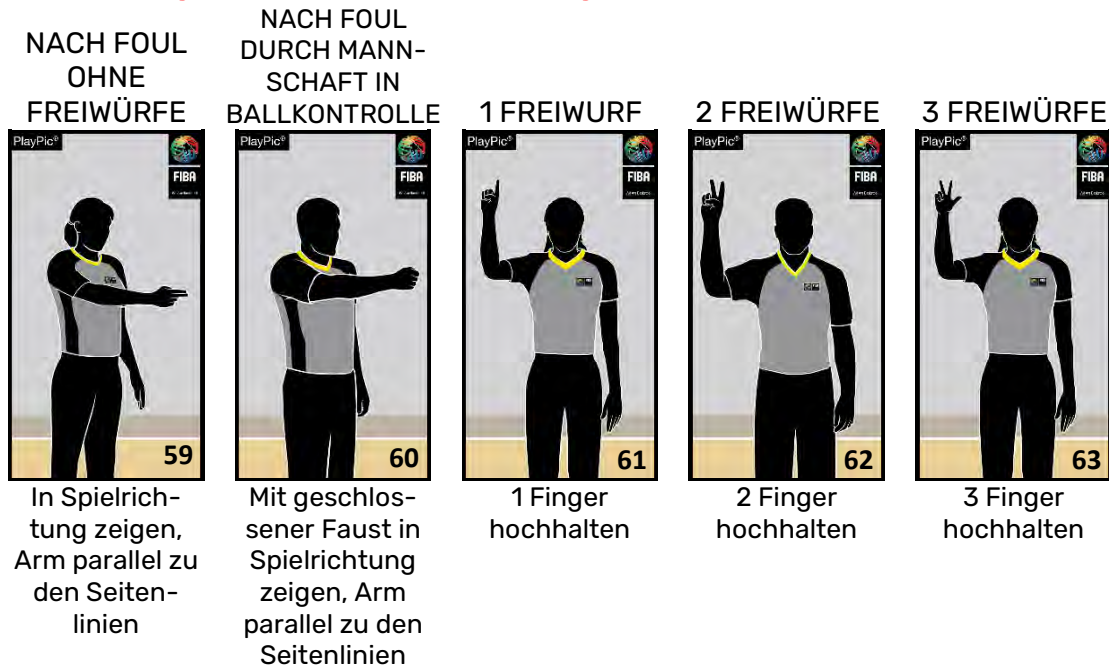 NACH FOUL
OHNE
FREIWÜRFE
PlayPic®
FIBA
59
In Spielrich-
tung zeigen,
Arm parallel zu
den Seiten-
linien
NACH FOUL
DURCH MANN-
SCHAFT IN
BALLKONTROLLE
PlayPic®
FIBA
60
Mit geschlos-
sener Faust in
Spielrichtung
zeigen, Arm
parallel zu den
Seitenlinien
1 FREIWURF
PlayPic®
FIBA
61
1 Finger
hochhalten
2 FREIWÜRFE
PlayPic®
FIBA
62
2 Finger
hochhalten
3 FREIWÜRFE
PlayPic®
FIBA
63
3 Finger
hochhalten